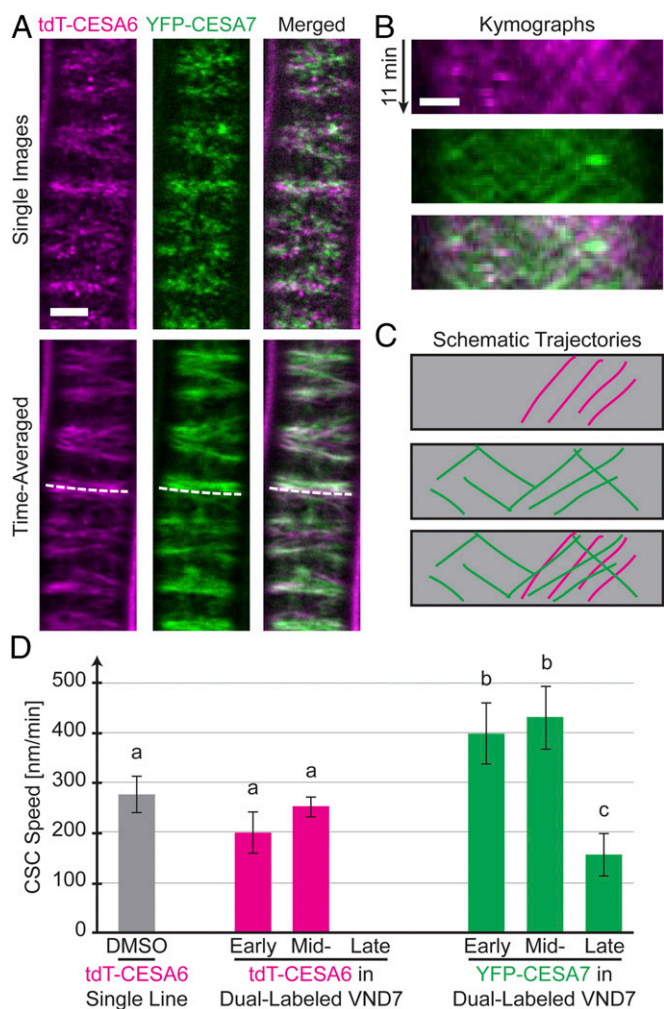 A
tdT-CESA6 YFP-CESA7 Merged
Single Images
Time-Averaged
B
Kymographs
11 min
C
Schematic Trajectories
D
CSC Speed [nm/min]
500
400
300
200
100
0
a
a
a
b
b
c
DMSO Early Mid- Late Early Mid- Late
tdT-CESA6 tdT-CESA6 in YFP-CESA7 in
Single Line Dual-Labeled VND7 Dual-Labeled VND7